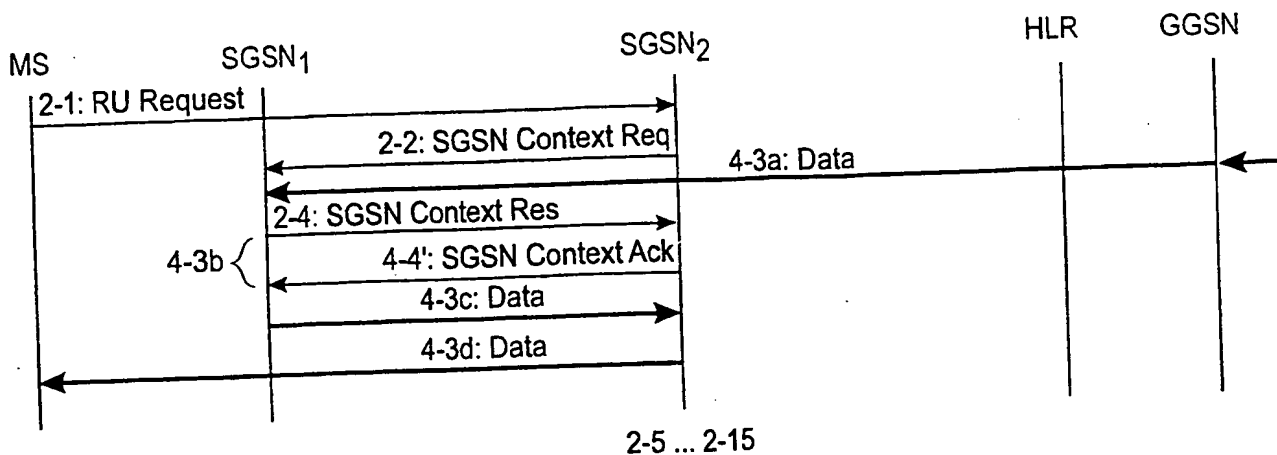 MS SGSN1 SGSN2 HLR GGSN
2-1: RU Request
2-2: SGSN Context Req
4-3a: Data
2-4: SGSN Context Res
4-3b
4-4': SGSN Context Ack
4-3c: Data
4-3d: Data
2-5 ... 2-15